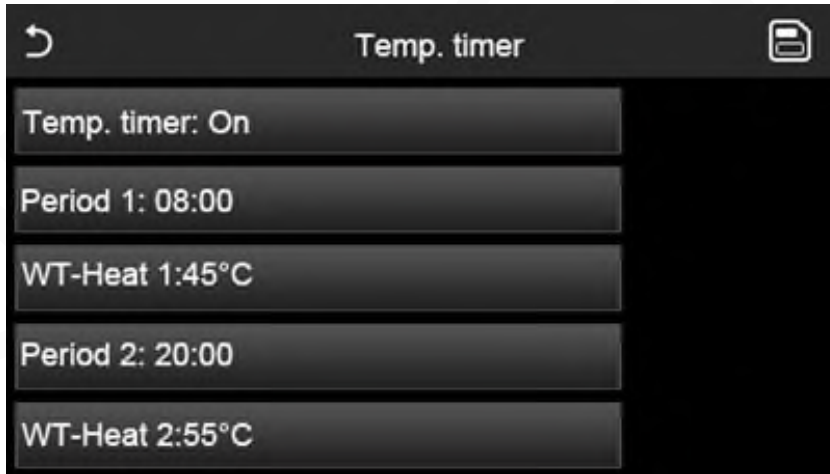 Temp. timer
Temp. timer: On
Period 1: 08:00
WT-Heat 1:45°C
Period 2: 20:00
WT-Heat 2:55°C